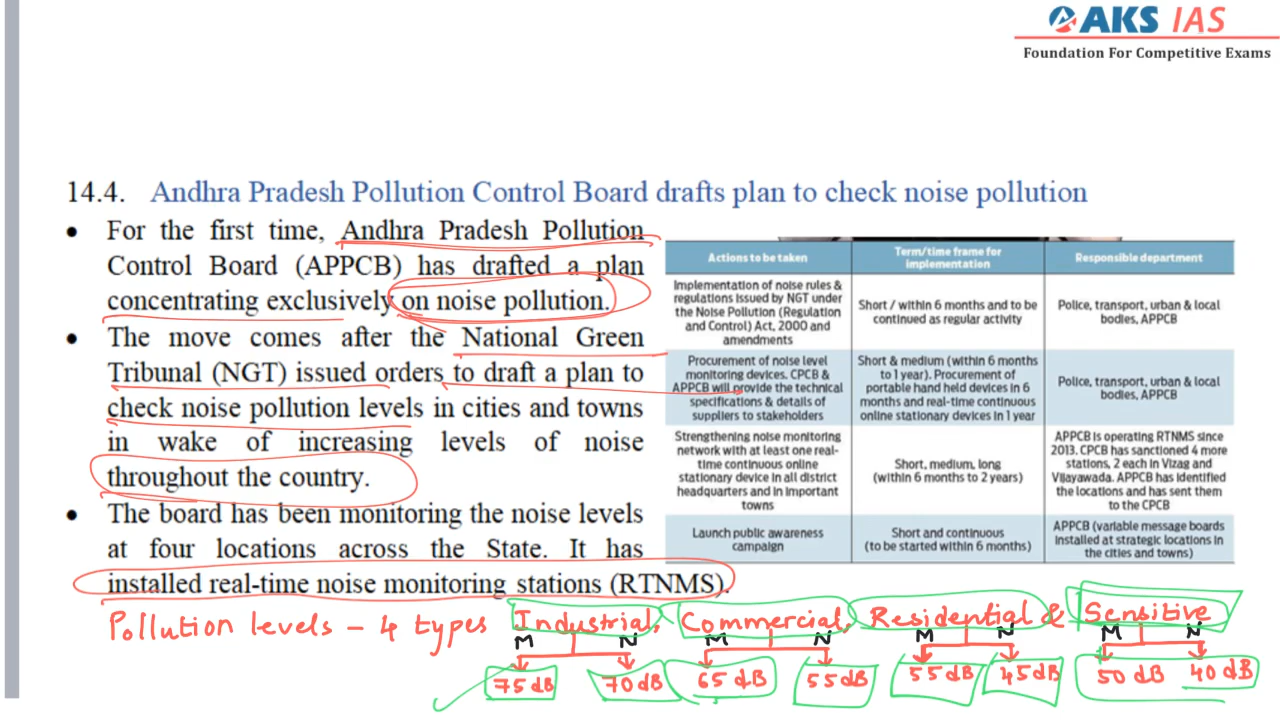 AKS IAS
Foundation For Competitive Exams
14.4. Andhra Pradesh Pollution Control Board drafts plan to check noise pollution
• For the first time, Andhra Pradesh Pollution
Control Board (APPCB) has drafted a plan
concentrating exclusively on noise pollution.
• The move comes after the National Green
Tribunal (NGT) issued orders to draft a plan to
check noise pollution levels in cities and towns
in wake of increasing levels of noise
throughout the country.
• The board has been monitoring the noise levels
at four locations across the State. It has
installed real-time noise monitoring stations (RTNMS).
Actions to be taken
Term/time frame for
implementation
Responsible department
Implementation of noise rules &
regulations issued by NGT under
the Noise Pollution (Regulation
and Control) Act, 2000 and
amendments
Short / within 6 months and to be
continued as regular activity
Police, transport, urban & local
bodies, APPCB
Procurement of noise level
monitoring devices. CPCB &
APPCB will provide the technical
specifications & details of
suppliers to stakeholders
Short & medium (within 6 months
to 1 year). Procurement of
portable hand held devices in 6
months and real-time continuous
online stationary devices in 1 year
Police, transport, urban & local
bodies, APPCB
Strengthening noise monitoring
network with at least one real-
time continuous online
stationary device in all district
headquarters and in important
towns
Short, medium, long
(within 6 months to 2 years)
APPCB is operating RTNMS since
2013. CPCB has sanctioned 4 more
stations, 2 each in Vizag and
Vijayawada. APPCB has identified
the locations and has sent them
to the CPCB
Launch public awareness
campaign
Short and continuous
(to be started within 6 months)
APPCB (variable message boards
installed at strategic locations in
the cities and towns)
Pollution levels – 4 types Industrial, Commercial, Residential & Sensitive
M N M N M N M N
75 dB 70 dB 65 dB 55 dB 55 dB 45 dB 50 dB 40 dB